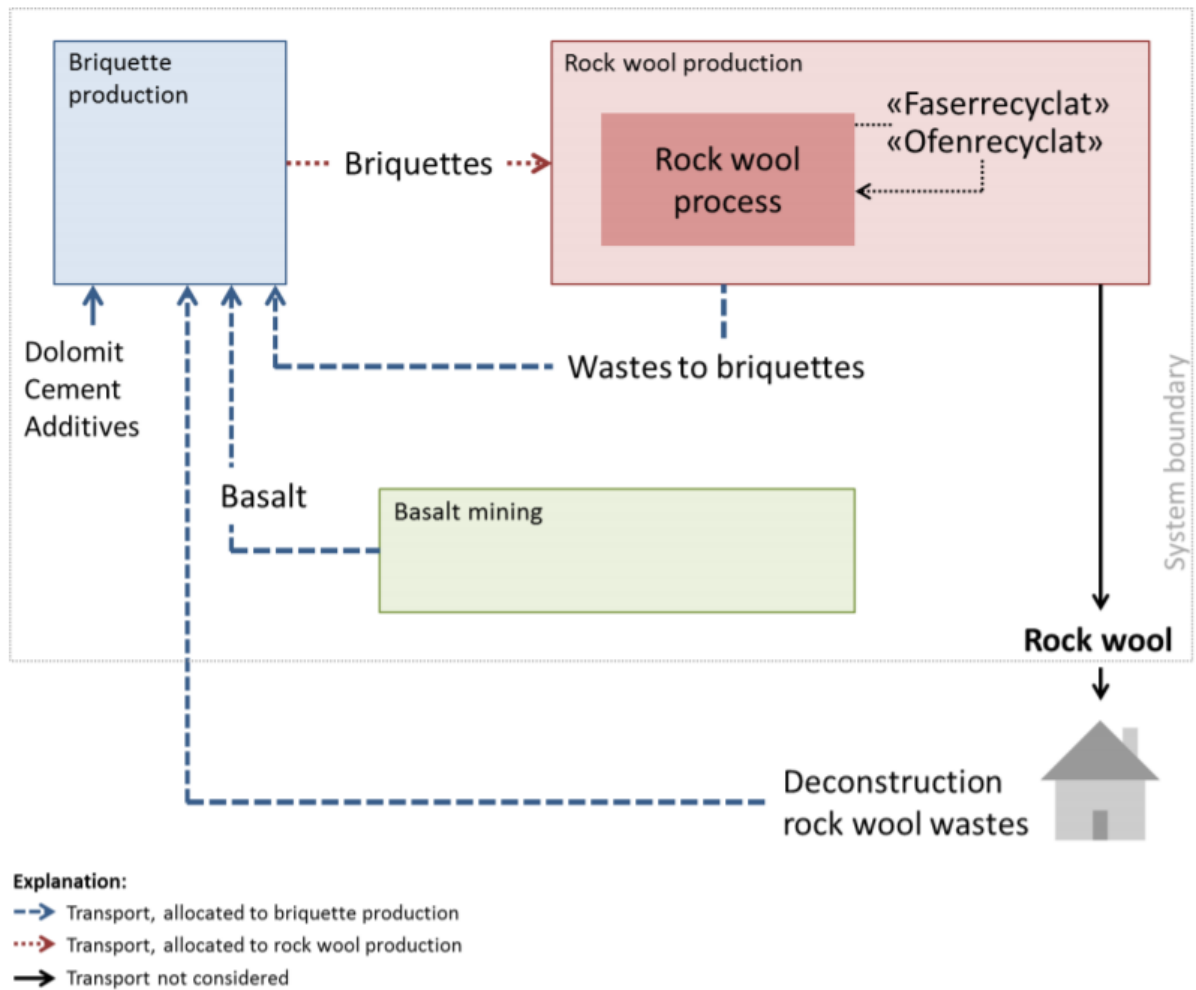 Briquette
production
Rock wool production
«Faserrecyclat»
«Ofenrecyclat»
Rock wool
process
Briquettes
Dolomit
Cement
Additives
Wastes to briquettes
Basalt
Basalt mining
System boundary
Rock wool
Deconstruction
rock wool wastes
Explanation:
Transport, allocated to briquette production
Transport, allocated to rock wool production
Transport not considered